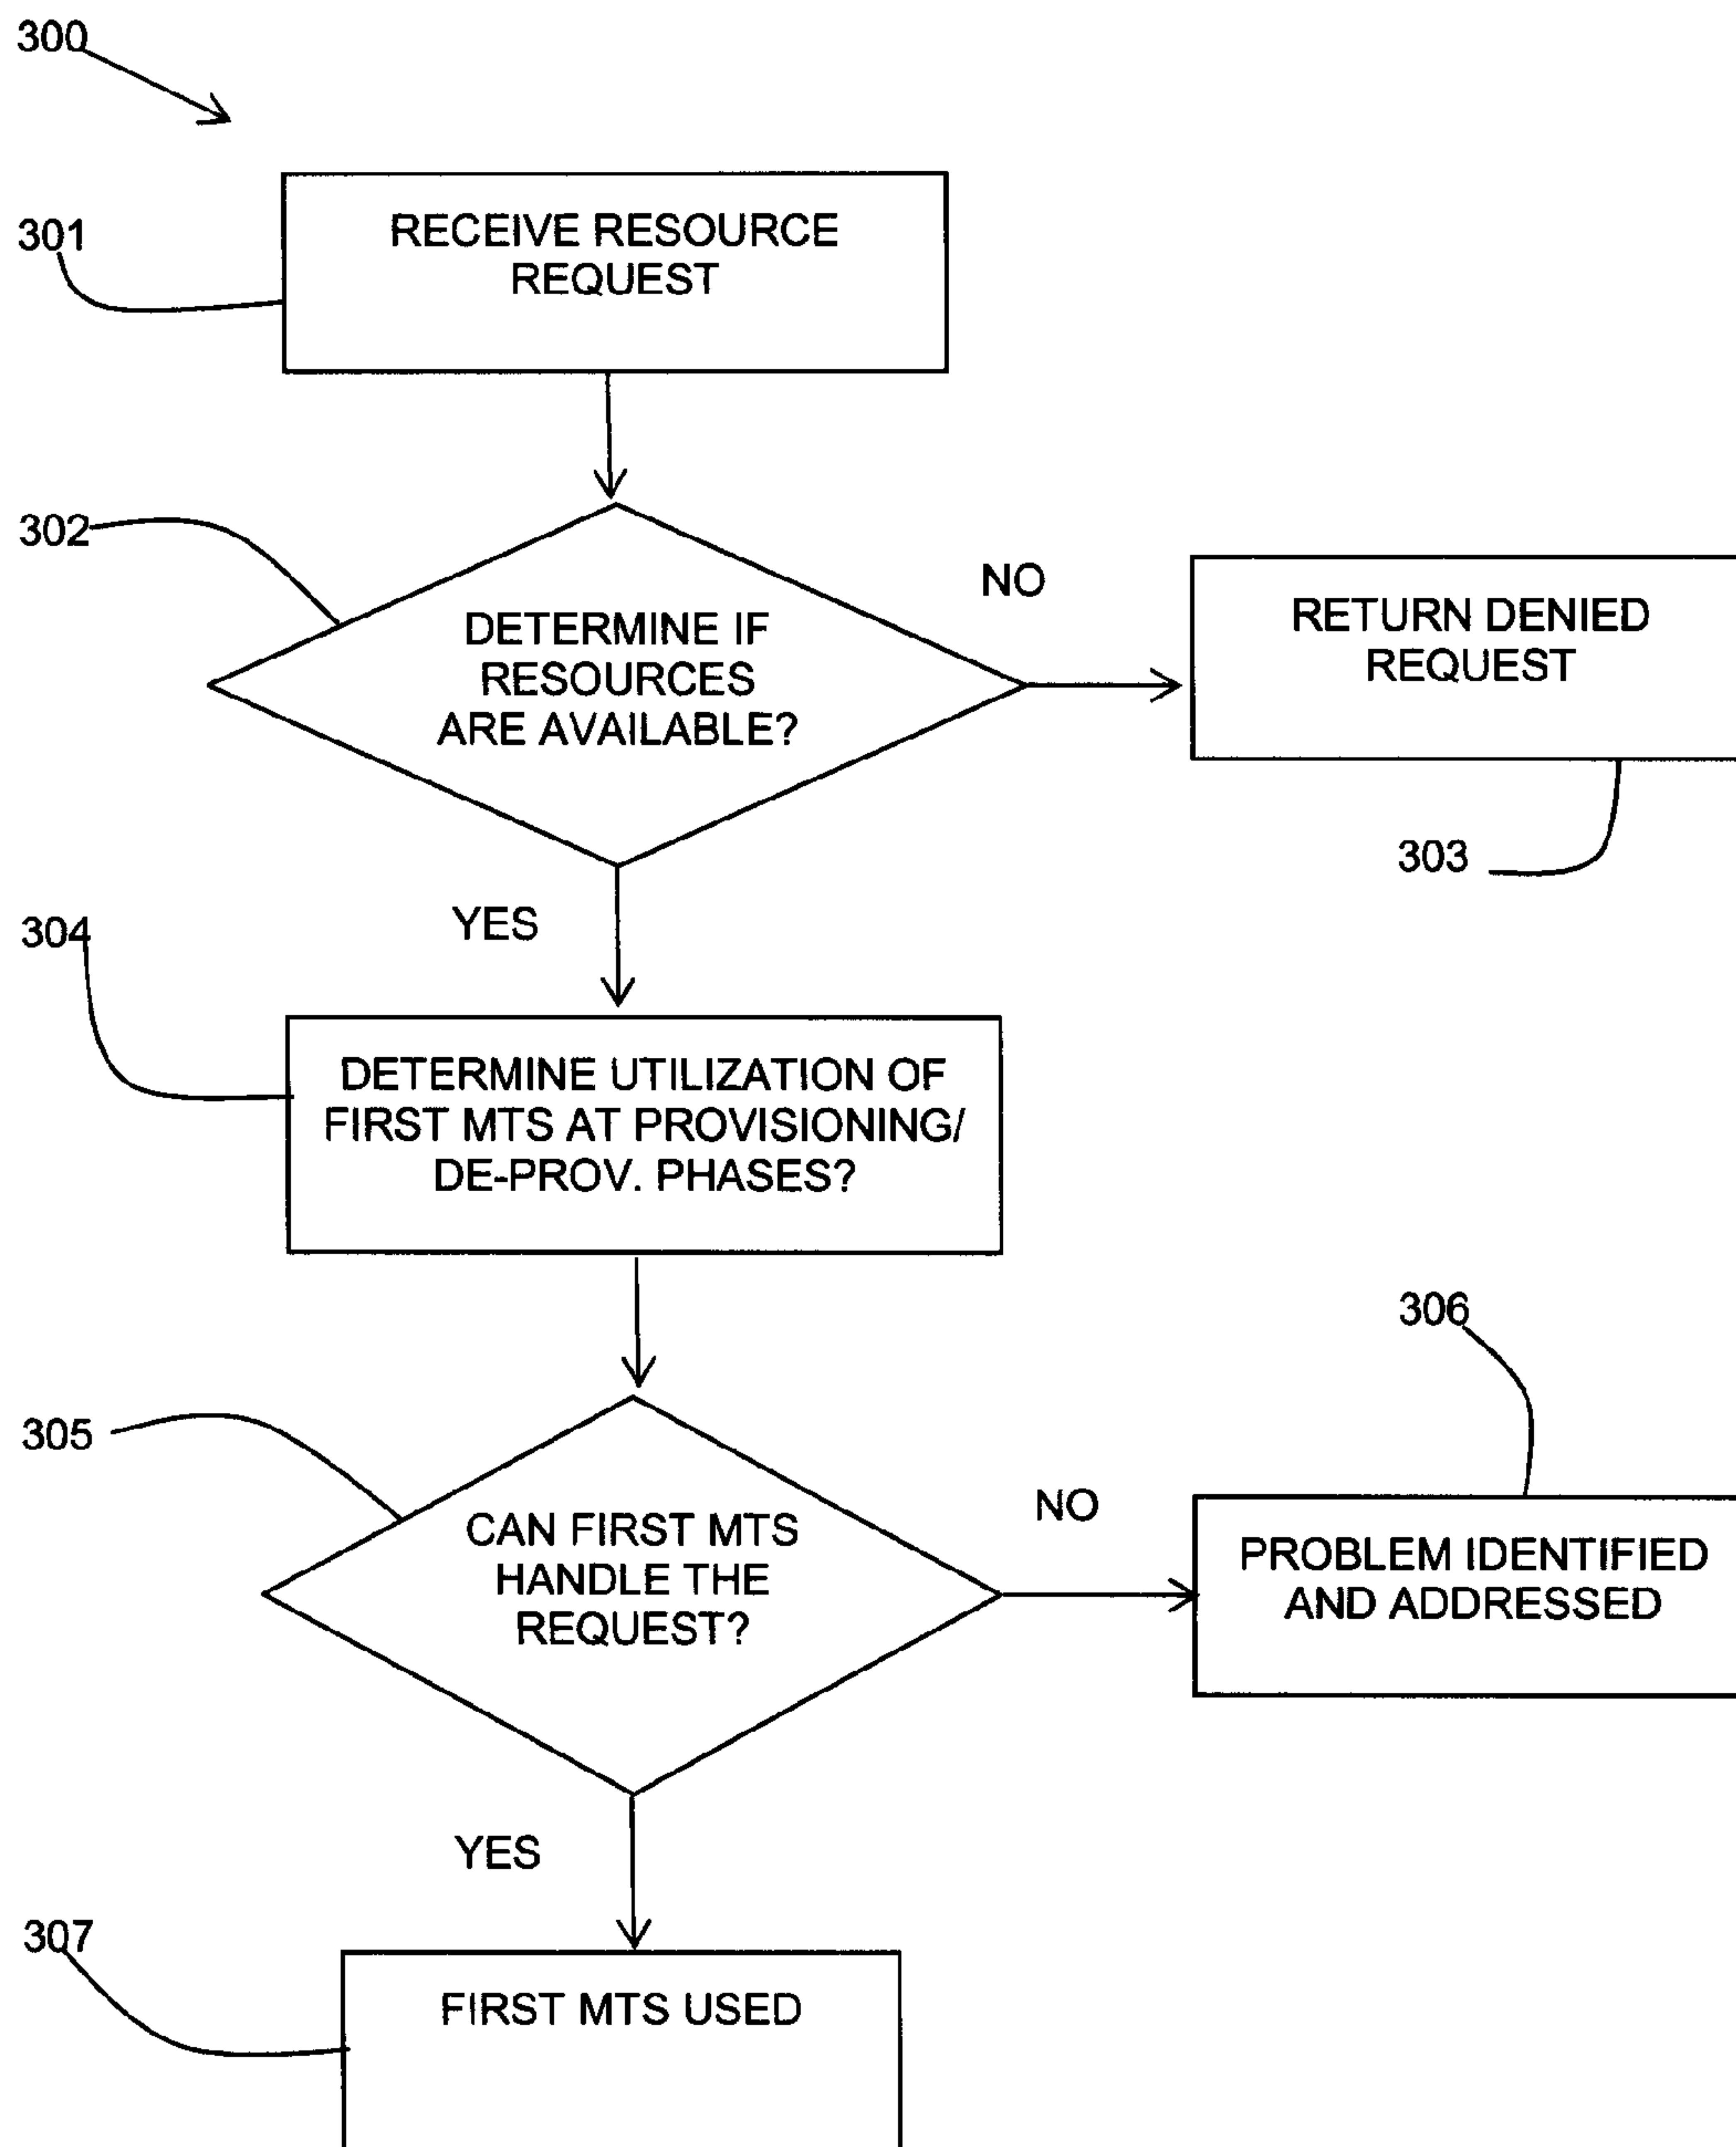 300
301
RECEIVE RESOURCE
REQUEST
302
DETERMINE IF
RESOURCES
ARE AVAILABLE?
NO
RETURN DENIED
REQUEST
303
YES
304
DETERMINE UTILIZATION OF
FIRST MTS AT PROVISIONING/
DE-PROV. PHASES?
305
CAN FIRST MTS
HANDLE THE
REQUEST?
NO
306
PROBLEM IDENTIFIED
AND ADDRESSED
YES
307
FIRST MTS USED